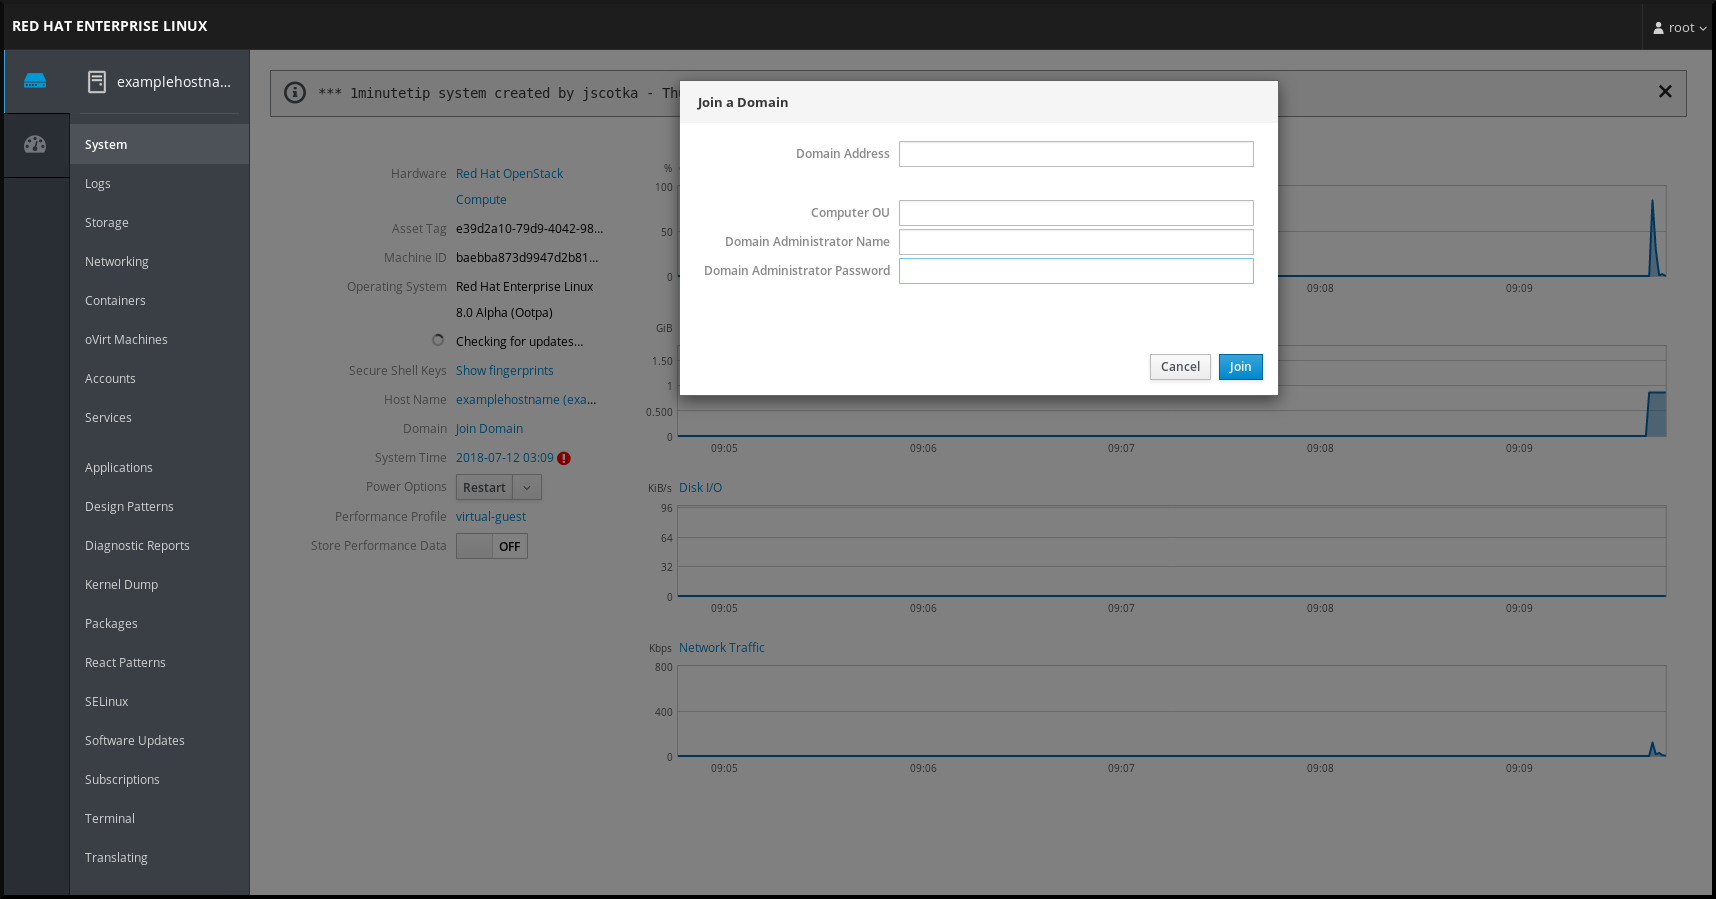 RED HAT ENTERPRISE LINUX
root
examplehostna...
System
Logs
Storage
Networking
Containers
oVirt Machines
Accounts
Services
Applications
Design Patterns
Diagnostic Reports
Kernel Dump
Packages
React Patterns
SELinux
Software Updates
Subscriptions
Terminal
Translating
*** 1minutetip system created by jscotka - Th
Hardware Red Hat OpenStack
Compute
Asset Tag e39d2a10-79d9-4042-98...
Machine ID baebba873d9947d2b81...
Operating System Red Hat Enterprise Linux
8.0 Alpha (Ootpa)
Checking for updates...
Secure Shell Keys Show fingerprints
Host Name examplehostname (exa...
Domain Join Domain
System Time 2018-07-12 03:09
Power Options Restart
Performance Profile virtual-guest
Store Performance Data OFF
Join a Domain
Domain Address
Computer OU
Domain Administrator Name
Domain Administrator Password
Cancel Join
%
100
50
0
09:08 09:09
GiB
1.50
1
0.500
0
09:05 09:06 09:07 09:08 09:09
KiB/s Disk I/O
96
64
32
0
09:05 09:06 09:07 09:08 09:09
Kbps Network Traffic
800
400
0
09:05 09:06 09:07 09:08 09:09